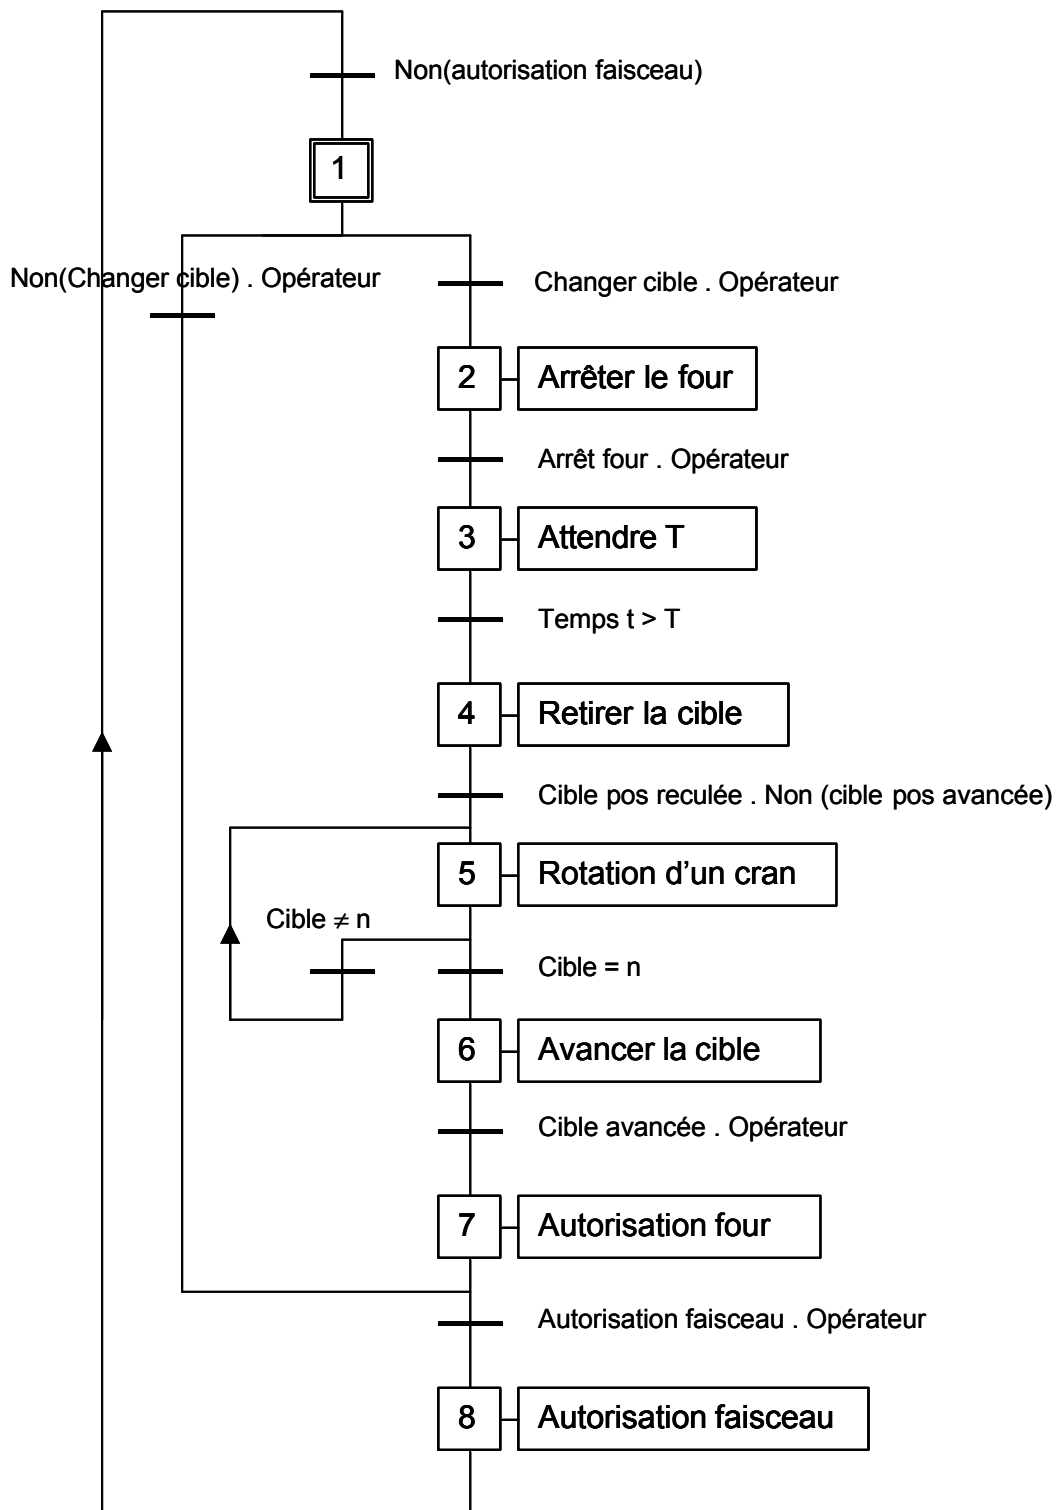 Non(autorisation faisceau)
1
Non(Changer cible) . Opérateur
Changer cible . Opérateur
2 Arrêter le four
Arrêt four . Opérateur
3 Attendre T
Temps t > T
4 Retirer la cible
Cible pos reculée . Non (cible pos avancée)
5 Rotation d’un cran
Cible ≠ n
Cible = n
6 Avancer la cible
Cible avancée . Opérateur
7 Autorisation four
Autorisation faisceau . Opérateur
8 Autorisation faisceau